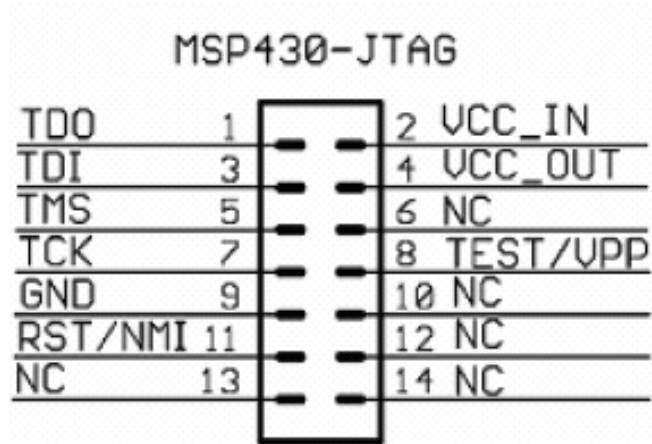 MSP430-JTAG
TDO 1 2 VCC_IN
TDI 3 4 VCC_OUT
TMS 5 6 NC
TCK 7 8 TEST/VPP
GND 9 10 NC
RST/NMI 11 12 NC
NC 13 14 NC